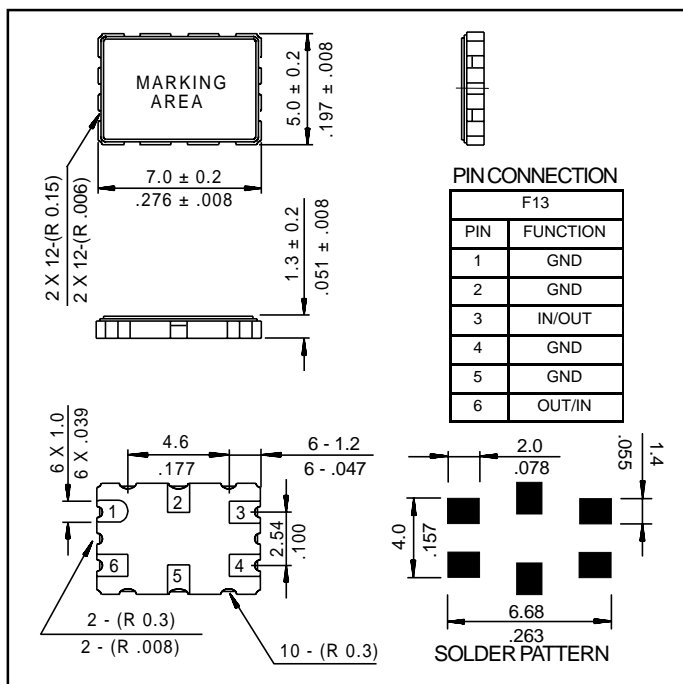 MARKING
AREA
5.0 ± 0.2
.197 ± .008
7.0 ± 0.2
.276 ± .008
2 X 12-(R 0.15)
2 X 12-(R .006)
1.3 ± 0.2
.051 ± .008
PIN CONNECTION
F13
PIN FUNCTION
1 GND
2 GND
3 IN/OUT
4 GND
5 GND
6 OUT/IN
6 X 1.0
6 X .039
4.6
.177
6 - 1.2
6 - .047
1
2
3
6
5
4
2.54
.100
2 - (R 0.3)
2 - (R .008)
10 - (R 0.3)
2.0
.078
1.4
.055
4.0
.157
6.68
.263
SOLDER PATTERN